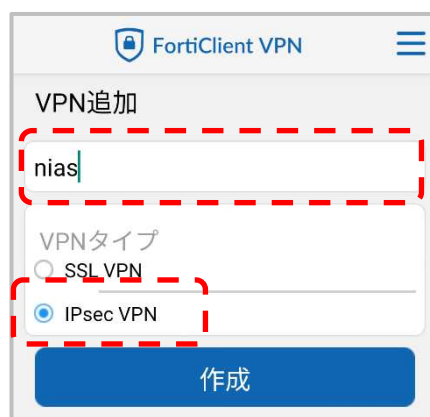 FortiClient VPN
VPN追加
nias
VPNタイプ
SSL VPN
IPsec VPN
作成